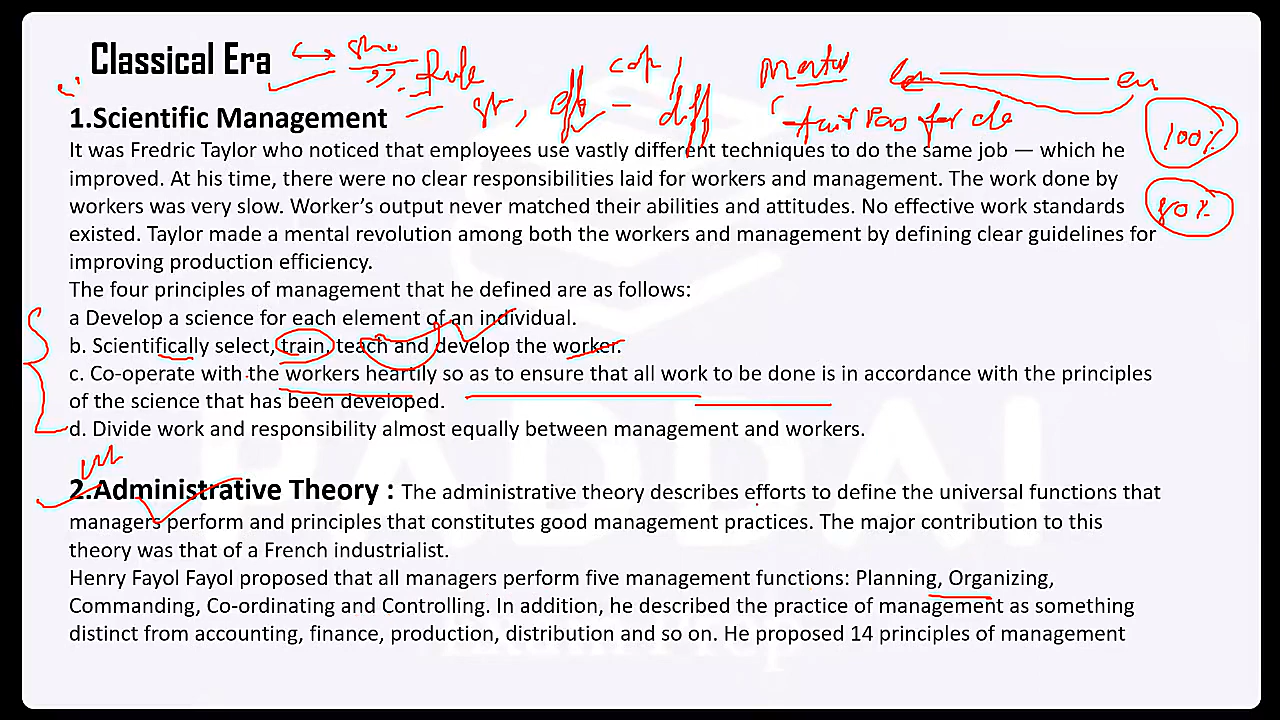 Classical Era
Rule
100%
80%
1.Scientific Management
It was Fredric Taylor who noticed that employees use vastly different techniques to do the same job — which he
improved. At his time, there were no clear responsibilities laid for workers and management. The work done by
workers was very slow. Worker’s output never matched their abilities and attitudes. No effective work standards
existed. Taylor made a mental revolution among both the workers and management by defining clear guidelines for
improving production efficiency.
The four principles of management that he defined are as follows:
a Develop a science for each element of an individual.
b. Scientifically select, train, teach and develop the worker.
c. Co-operate with the workers heartily so as to ensure that all work to be done is in accordance with the principles
of the science that has been developed.
d. Divide work and responsibility almost equally between management and workers.
2.Administrative Theory : The administrative theory describes efforts to define the universal functions that
managers perform and principles that constitutes good management practices. The major contribution to this
theory was that of a French industrialist.
Henry Fayol Fayol proposed that all managers perform five management functions: Planning, Organizing,
Commanding, Co-ordinating and Controlling. In addition, he described the practice of management as something
distinct from accounting, finance, production, distribution and so on. He proposed 14 principles of management